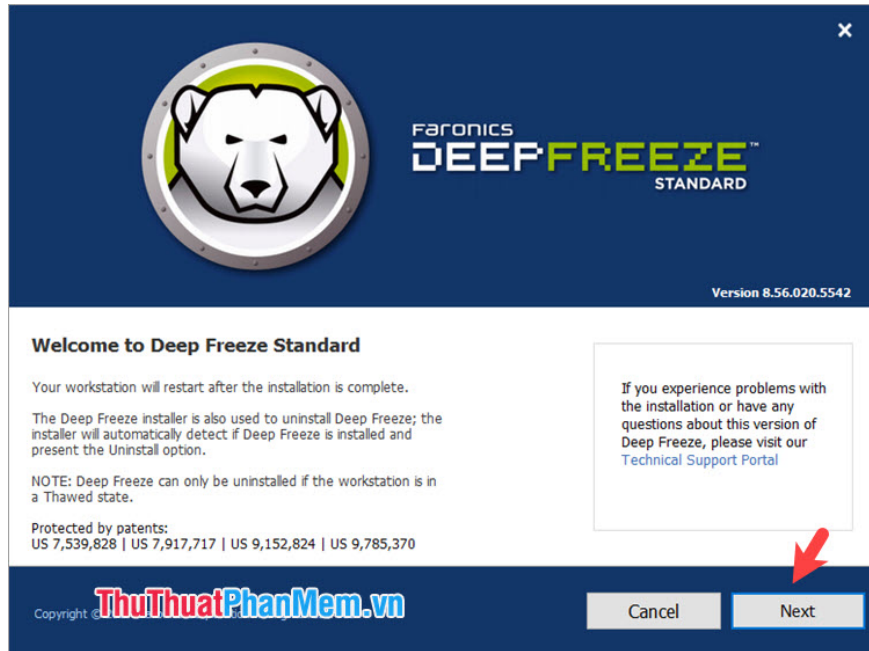 Faronics
DEEPFREEZE™
STANDARD
Version 8.56.020.5542
Welcome to Deep Freeze Standard
Your workstation will restart after the installation is complete.
The Deep Freeze installer is also used to uninstall Deep Freeze; the
installer will automatically detect if Deep Freeze is installed and
present the Uninstall option.
NOTE: Deep Freeze can only be uninstalled if the workstation is in
a Thawed state.
Protected by patents:
US 7,539,828 | US 7,917,717 | US 9,152,824 | US 9,785,370
If you experience problems with
the installation or have any
questions about this version of
Deep Freeze, please visit our
Technical Support Portal
Copyright ©
ThuThuatPhanMem.vn
Cancel
Next